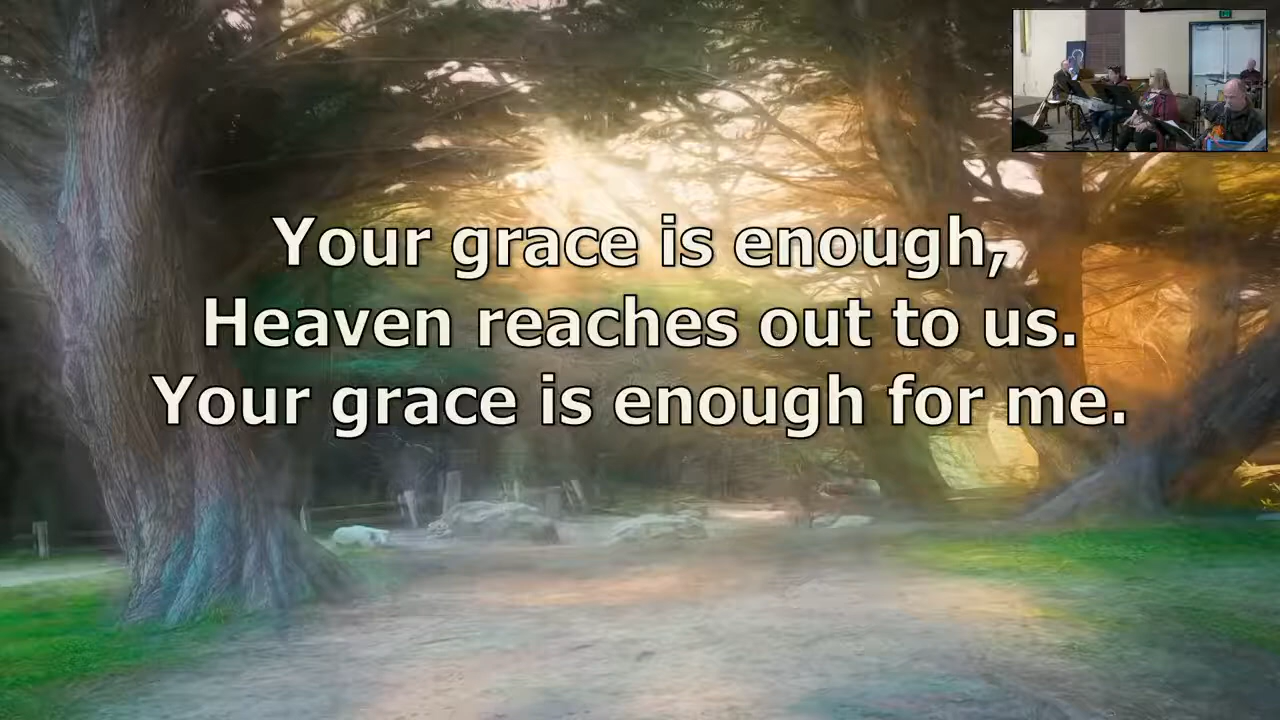 Your grace is enough,
Heaven reaches out to us.
Your grace is enough for me.